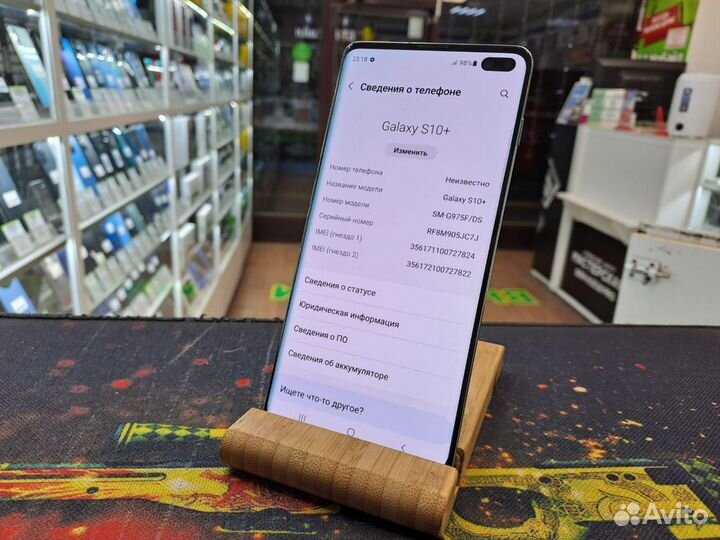 23:18
98%
Сведения о телефоне
Galaxy S10+
Изменить
Номер телефона Неизвестно
Название модели Galaxy S10+
Номер модели SM-G975F/DS
Серийный номер RF8M905JC7J
IMEI (гнездо 1) 356171100727824
IMEI (гнездо 2) 356172100727822
Сведения о статусе
Юридическая информация
Сведения о ПО
Сведения об аккумуляторе
Ищете что-то другое?
Avito